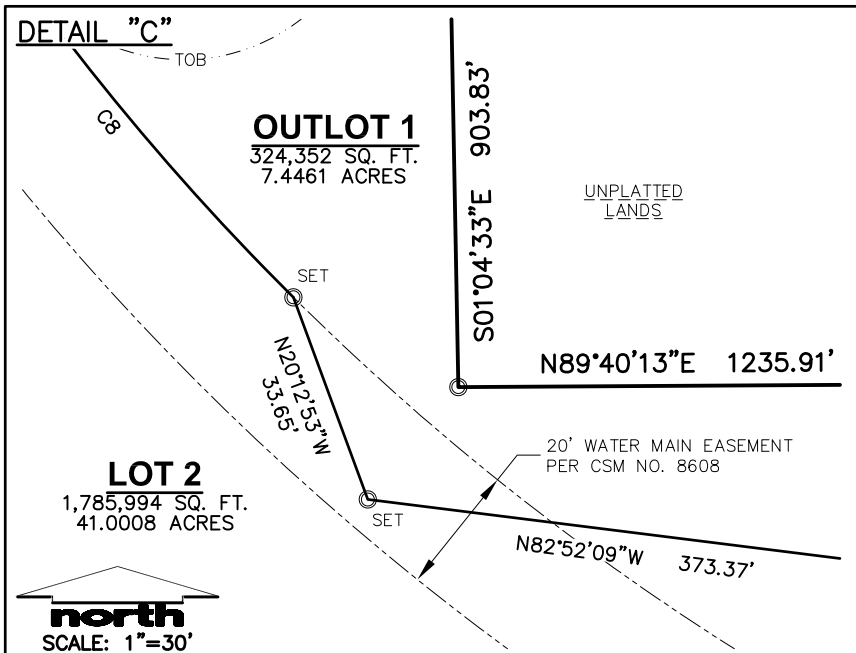 DETAIL "C"
TOB
C8
OUTLOT 1
324,352 SQ. FT.
7.4461 ACRES
S01°04'33"E 903.83'
UNPLATTED
LANDS
SET
N20°12'53"W
33.65'
N89°40'13"E 1235.91'
20' WATER MAIN EASEMENT
PER CSM NO. 8608
LOT 2
1,785,994 SQ. FT.
41.0008 ACRES
SET
N82°52'09"W 373.37'
north
SCALE: 1"=30'